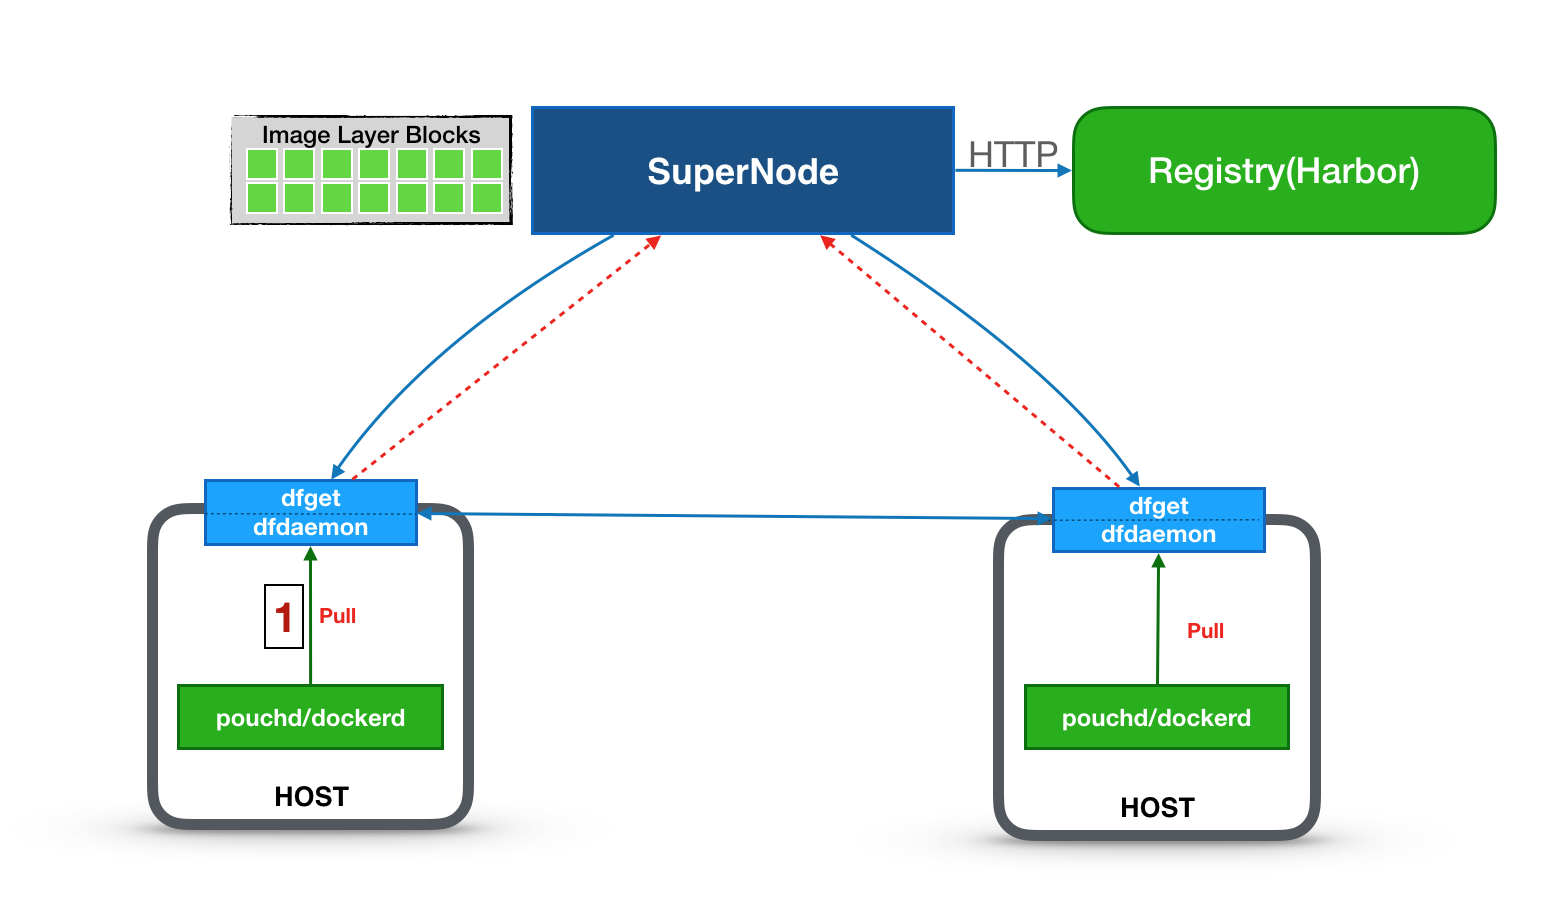 Image Layer Blocks
SuperNode
HTTP
Registry(Harbor)
dfget
dfdaemon
dfget
dfdaemon
1
Pull
Pull
pouchd/dockerd
pouchd/dockerd
HOST
HOST